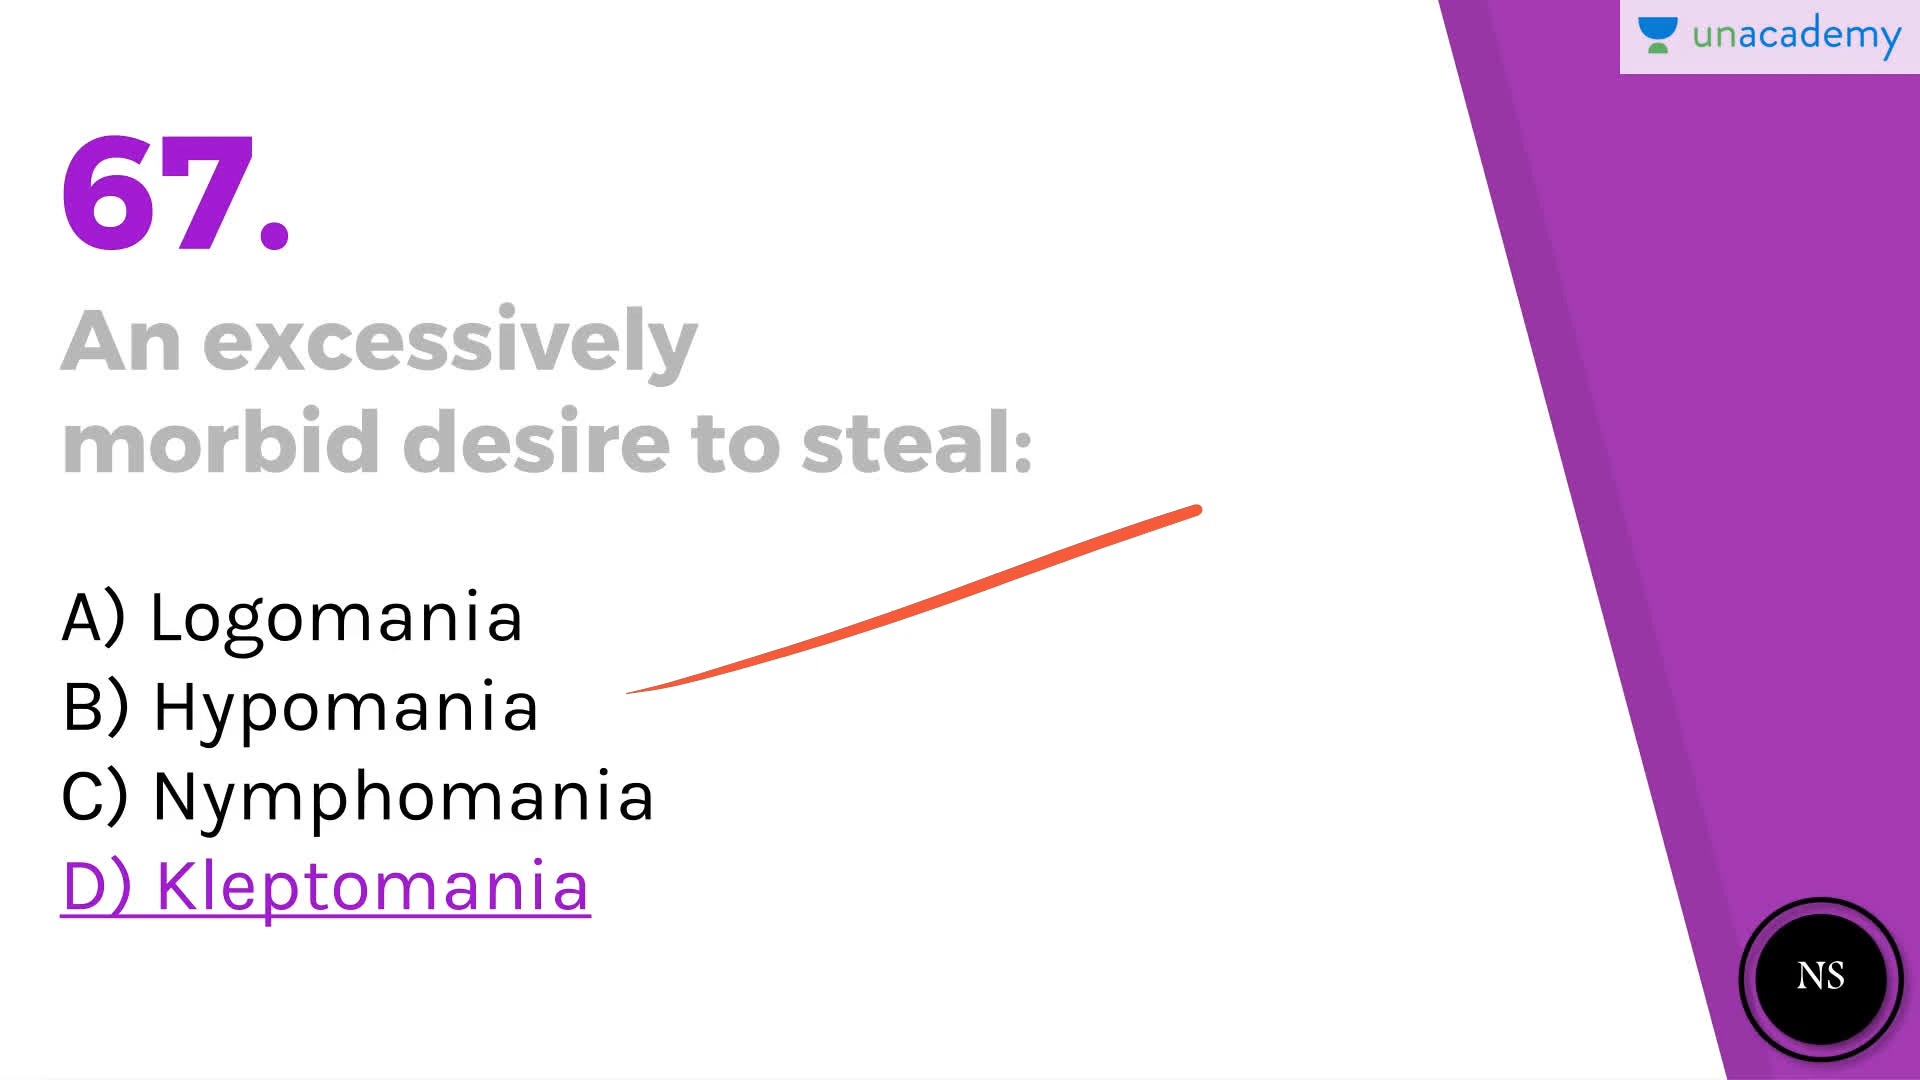 unacademy
67.
An excessively
morbid desire to steal:
A) Logomania
B) Hypomania
C) Nymphomania
D) Kleptomania
NS